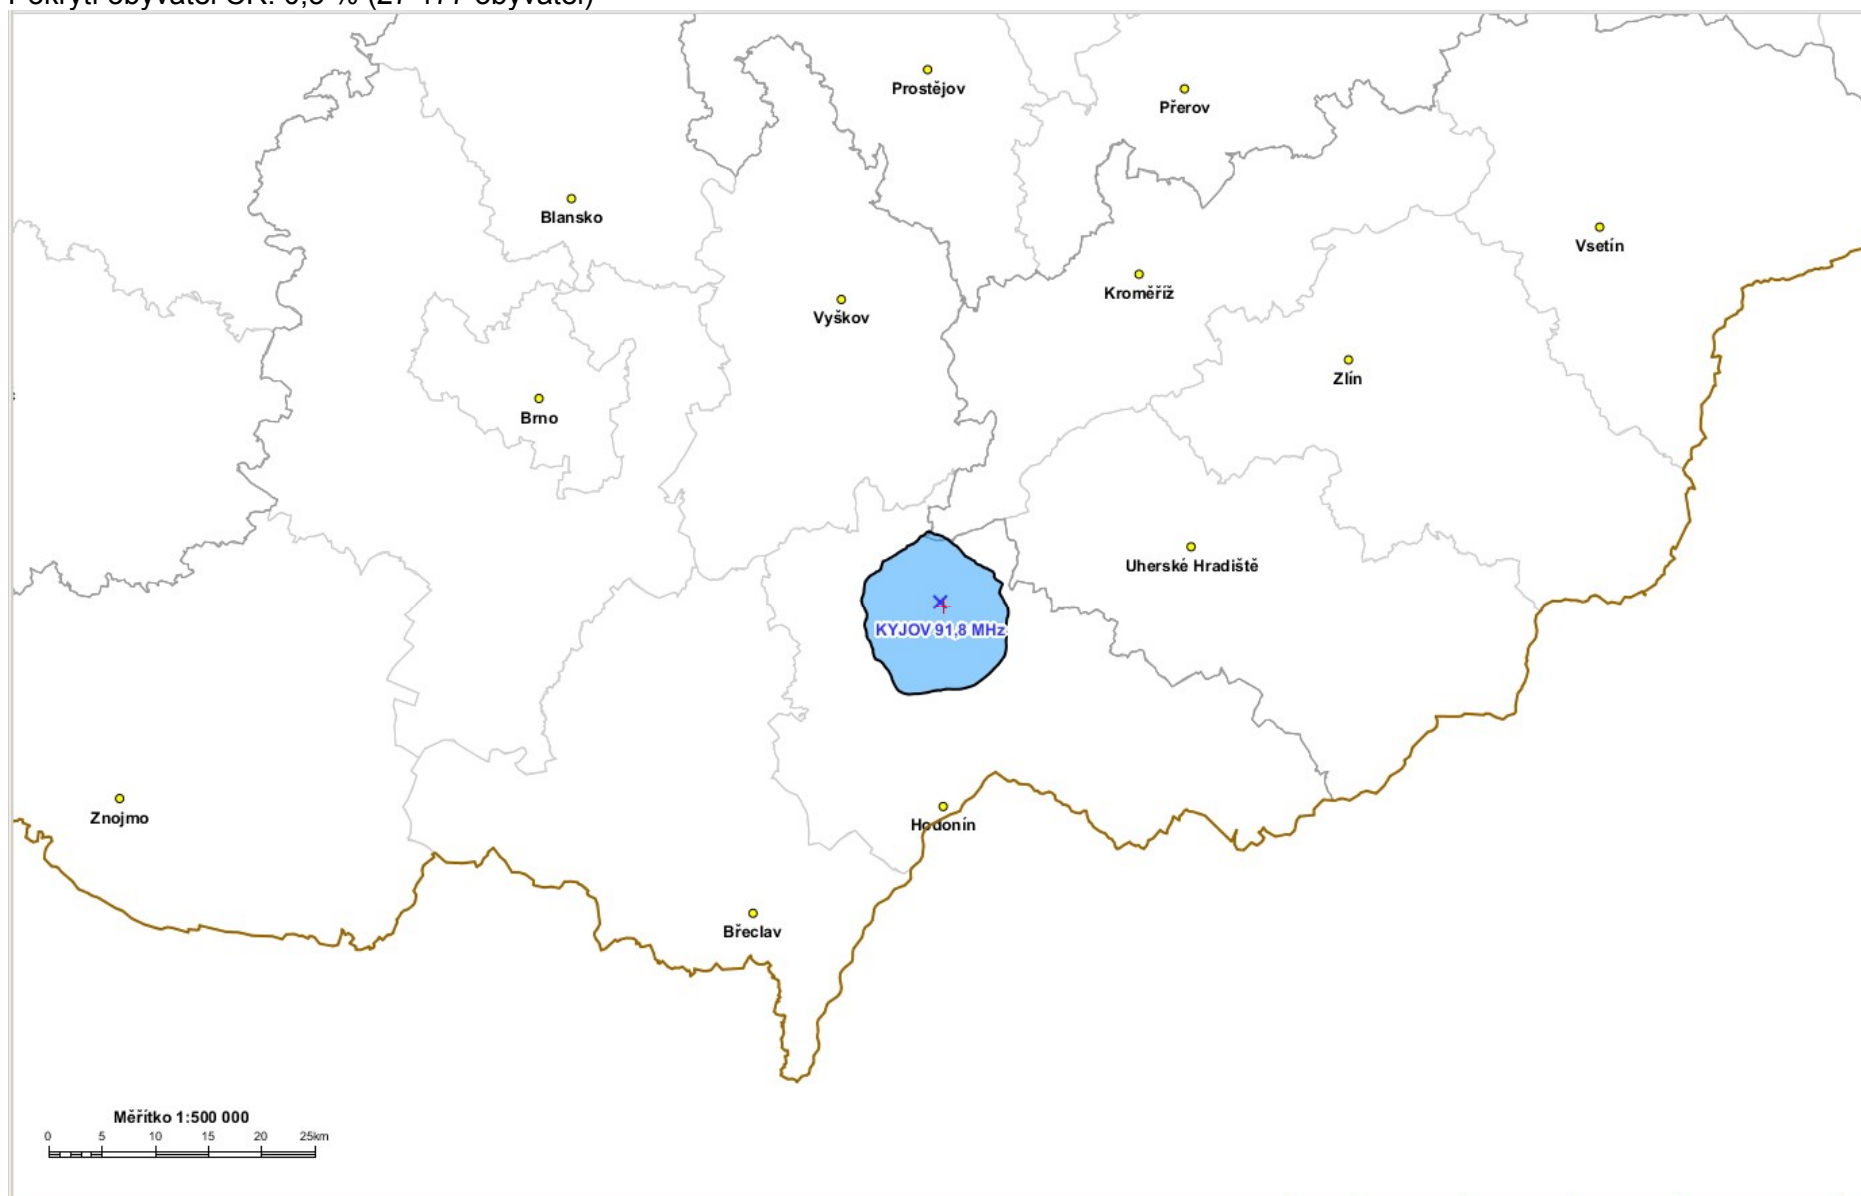 Prostějov
Přerov
Blansko
Vsetín
Kroměříž
Vyškov
Zlín
Brno
Uherské Hradiště
KYJOV 91,8 MHz
Znojmo
Hodonín
Břeclav
Měřítko 1:500 000
0 5 10 15 20 25km